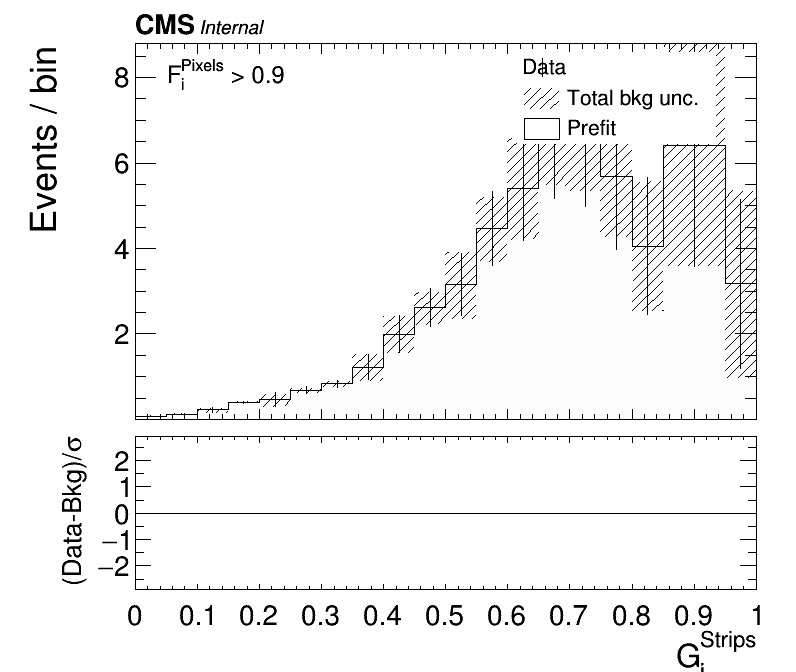 CMS Internal
F_i^Pixels > 0.9
Data
Total bkg unc.
Prefit
Events / bin
8
6
4
2
(Data-Bkg)/σ
2
1
0
−1
−2
0 0.1 0.2 0.3 0.4 0.5 0.6 0.7 0.8 0.9 1
G_i^Strips